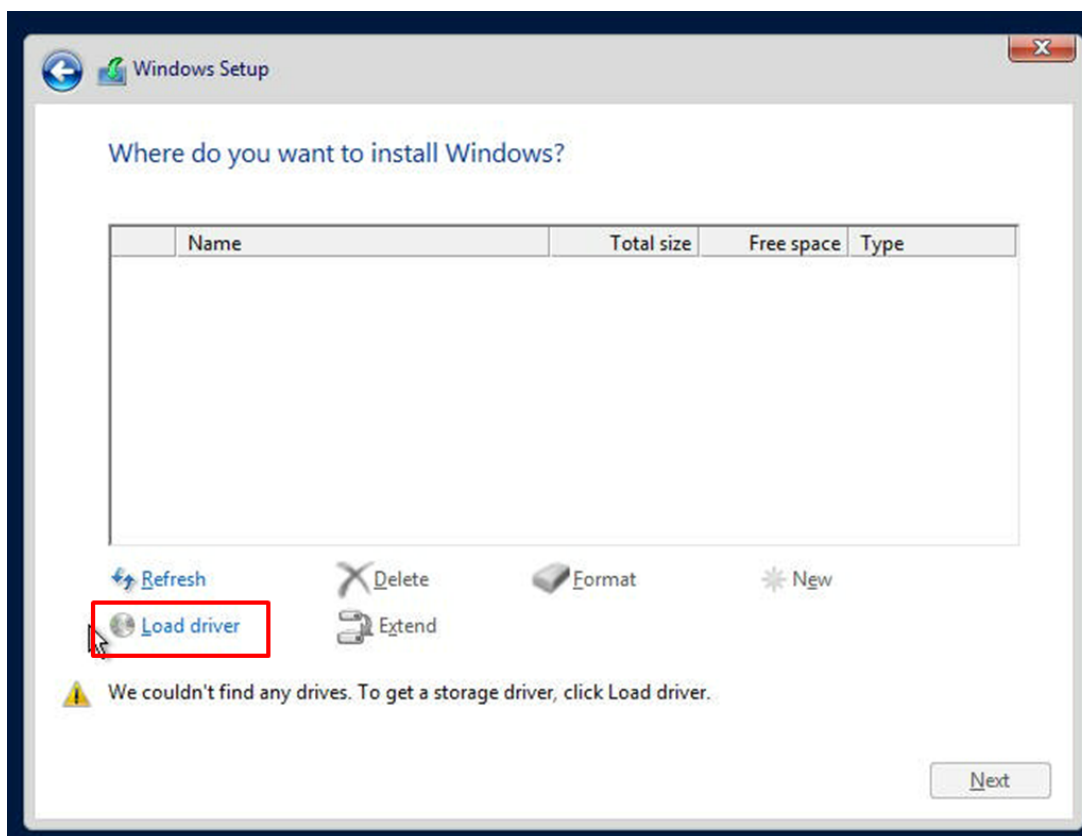 Windows Setup
Where do you want to install Windows?
Name Total size Free space Type
Refresh Delete Format New
Load driver Extend
We couldn't find any drives. To get a storage driver, click Load driver.
Next